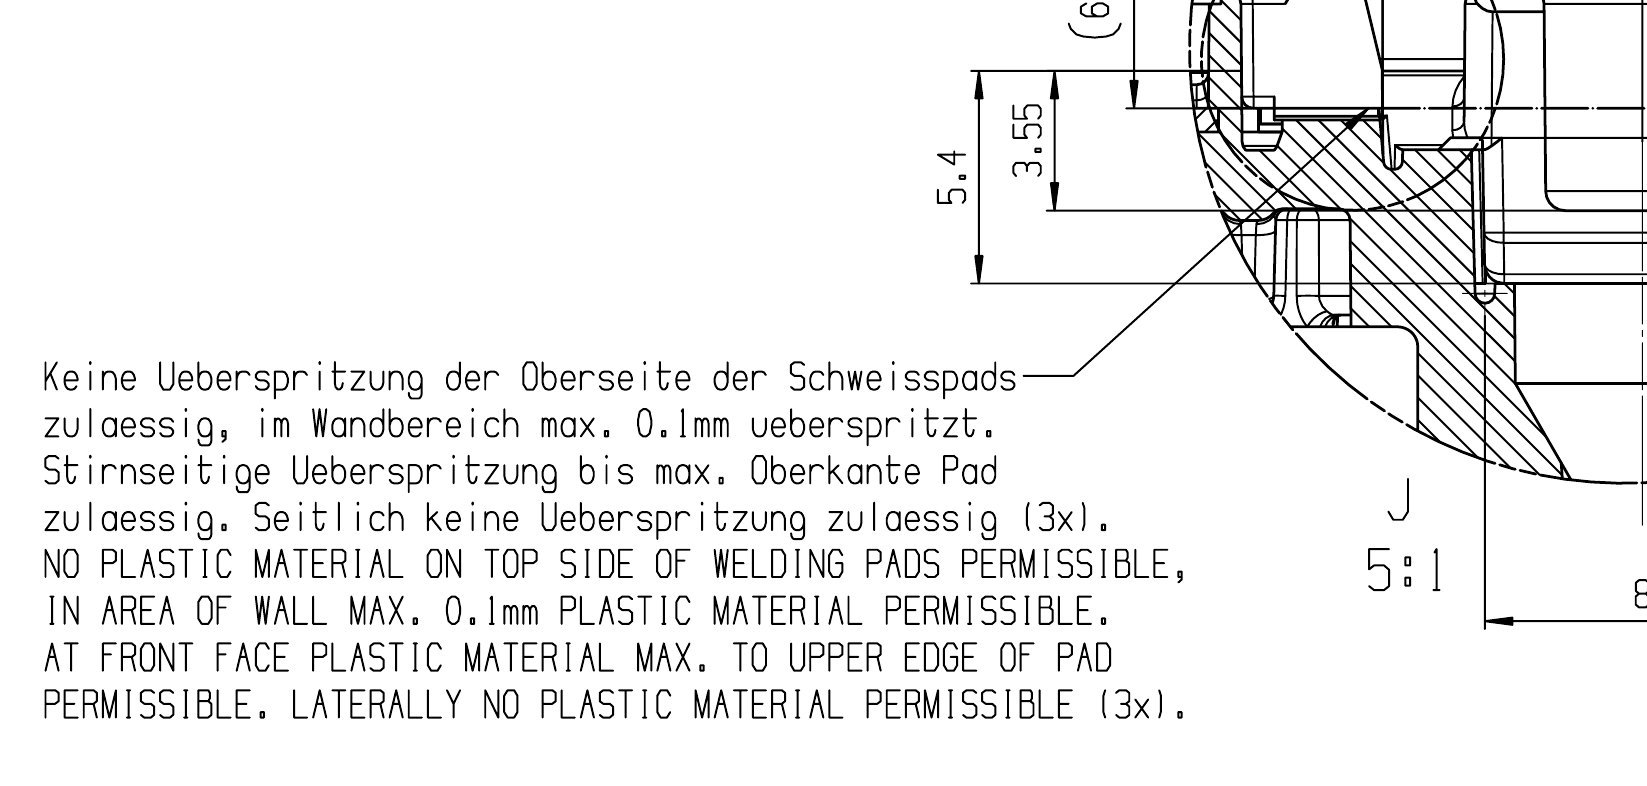 (6
3.55
5.4
Keine Ueberspritzung der Oberseite der Schweisspads
zulaessig, im Wandbereich max. 0.1mm ueberspritzt.
Stirnseitige Ueberspritzung bis max. Oberkante Pad
zulaessig. Seitlich keine Ueberspritzung zulaessig (3x).
NO PLASTIC MATERIAL ON TOP SIDE OF WELDING PADS PERMISSIBLE,
IN AREA OF WALL MAX. 0.1mm PLASTIC MATERIAL PERMISSIBLE.
AT FRONT FACE PLASTIC MATERIAL MAX. TO UPPER EDGE OF PAD
PERMISSIBLE. LATERALLY NO PLASTIC MATERIAL PERMISSIBLE (3x).
J
5:1
8